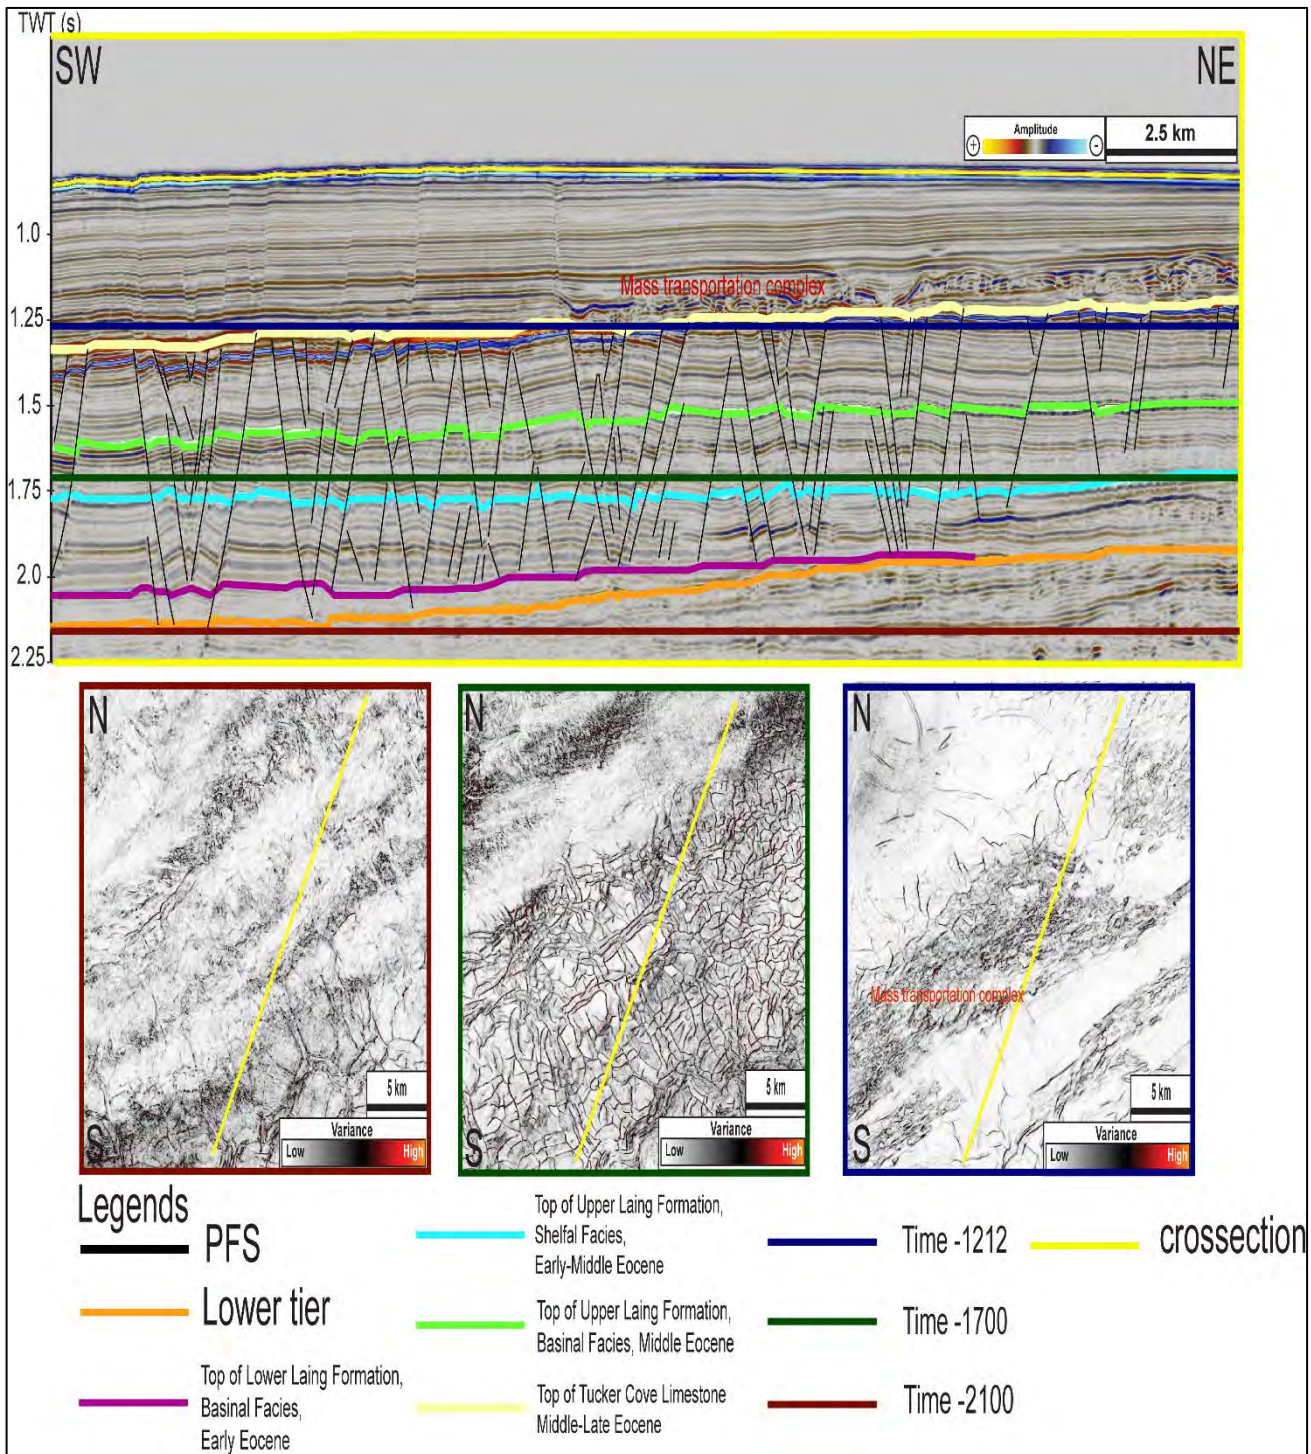 TWT (s)
SW
NE
Amplitude
+
-
2.5 km
1.0
Mass transportation complex
1.25
1.5
1.75
2.0
2.25
N
N
N
Mass transportation complex
5 km
5 km
5 km
S
Variance
Low
High
S
Variance
Low
High
S
Variance
Low
High
Legends
PFS
Lower tier
Top of Lower Laing Formation,
Basinal Facies,
Early Eocene
Top of Upper Laing Formation,
Shelfal Facies,
Early-Middle Eocene
Top of Upper Laing Formation,
Basinal Facies, Middle Eocene
Top of Tucker Cove Limestone
Middle-Late Eocene
Time -1212
Time -1700
Time -2100
crossection